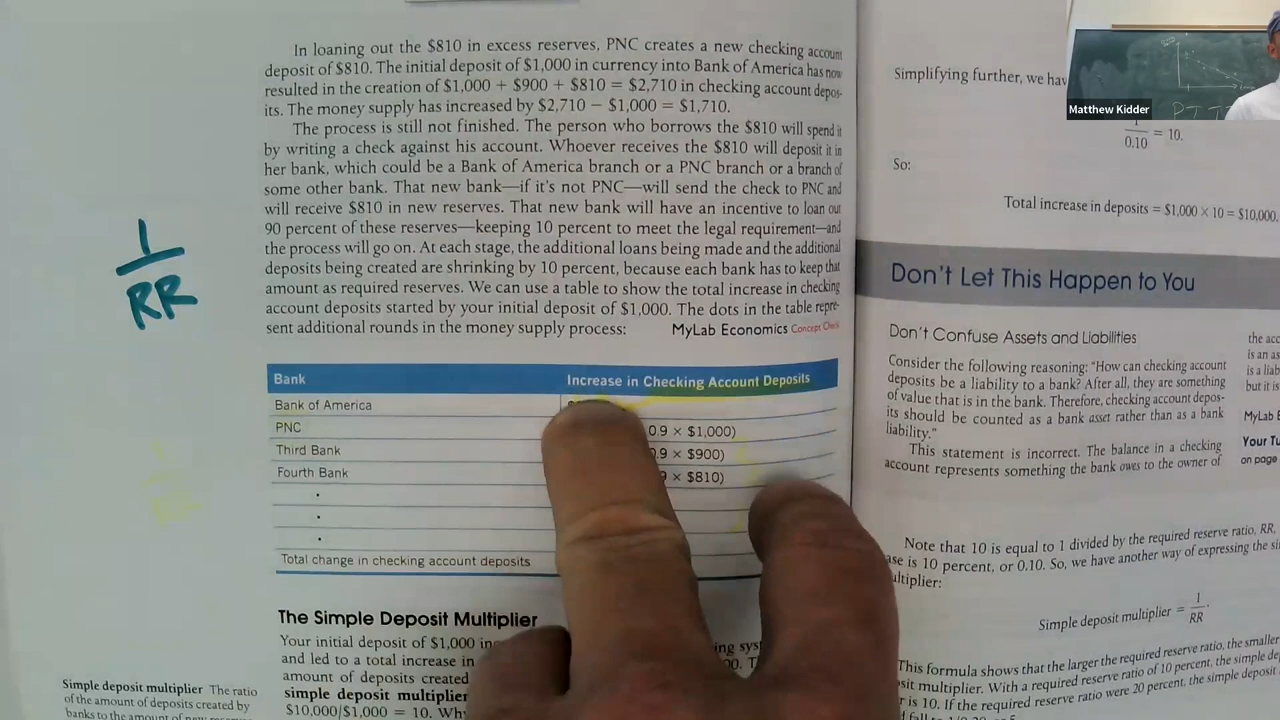 In loaning out the $810 in excess reserves, PNC creates a new checking account
deposit of $810. The initial deposit of $1,000 in currency into Bank of America has now
resulted in the creation of $1,000 + $900 + $810 = $2,710 in checking account depos-
its. The money supply has increased by $2,710 − $1,000 = $1,710.
The process is still not finished. The person who borrows the $810 will spend it
by writing a check against his account. Whoever receives the $810 will deposit it in
her bank, which could be a Bank of America branch or a PNC branch or a branch of
some other bank. That new bank—if it's not PNC—will send the check to PNC and
will receive $810 in new reserves. That new bank will have an incentive to loan out
90 percent of these reserves—keeping 10 percent to meet the legal requirement—and
the process will go on. At each stage, the additional loans being made and the additional
deposits being created are shrinking by 10 percent, because each bank has to keep that
amount as required reserves. We can use a table to show the total increase in checking
account deposits started by your initial deposit of $1,000. The dots in the table repre-
sent additional rounds in the money supply process:
MyLab Economics Concept Check
1
RR
Bank Increase in Checking Account Deposits
Bank of America
PNC 0.9 × $1,000)
Third Bank .9 × $900)
Fourth Bank × $810)
Total change in checking account deposits
The Simple Deposit Multiplier
Your initial deposit of $1,000
and led to a total increase in
amount of deposits created
simple deposit multiplier
$10,000/$1,000 = 10.
Simple deposit multiplier The ratio
of the amount of deposits created by
banks to the amount of new
Simplifying further, we
Matthew Kidder
0.10 = 10.
So:
Total increase in deposits = $1,000 × 10 = $10,000,
Don't Let This Happen to You
Don't Confuse Assets and Liabilities
Consider the following reasoning: "How can checking account
deposits be a liability to a bank? After all, they are something
of value that is in the bank. Therefore, checking account depos-
its should be counted as a bank asset rather than as a bank
liability."
This statement is incorrect. The balance in a checking
account represents something the bank owes to the owner of
the
is an
is a
but it
MyLab
Your
on page
Note that 10 is equal to 1 divided by the required reserve ratio, RR,
is 10 percent, or 0.10. So, we have another way of expressing the
Simple deposit multiplier = 1
RR.
This formula shows that the larger the required reserve ratio, the smaller
multiplier. With a required reserve ratio of 10 percent, the simple
is 10. If the required reserve ratio were 20 percent, the simple deposit